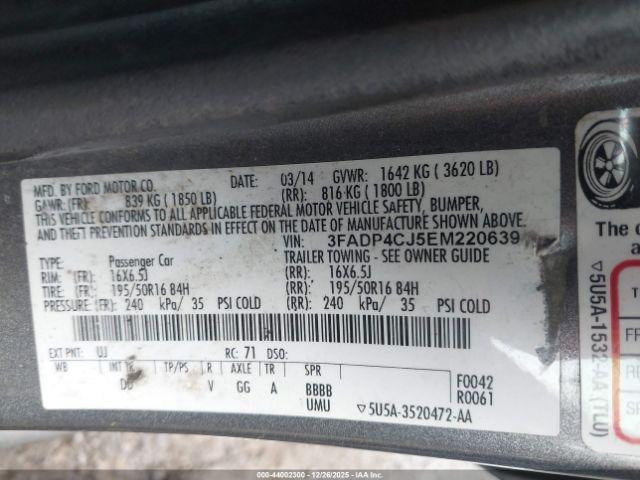 MFD. BY FORD MOTOR CO. DATE: 03/14 GVWR: 1642 KG ( 3620 LB)
GAWR: (FR): 839 KG ( 1850 LB) (RR): 816 KG ( 1800 LB)
THIS VEHICLE CONFORMS TO ALL APPLICABLE FEDERAL MOTOR VEHICLE SAFETY, BUMPER,
AND THEFT PREVENTION STANDARDS IN EFFECT ON THE DATE OF MANUFACTURE SHOWN ABOVE.
VIN: 3FADP4CJ5EM220639
TYPE: Passenger Car TRAILER TOWING - SEE OWNER GUIDE
RIM: (FR): 16X6.5J (RR): 16X6.5J
TIRE: (FR): 195/50R16 84H (RR): 195/50R16 84H
PRESSURE (FR): 240 kPa/ 35 PSI COLD (RR): 240 kPa/ 35 PSI COLD
EXT PNT: UJ RC: 71 DSO:
WB INT TR TP/PS R AXLE TR SPR
V GG A BBBB F0042
UMU R0061
▽5U5A-3520472-AA
▽5U5A-1532
(TLU)
000-44002300 | 12/26/2025 - IAAI.COM